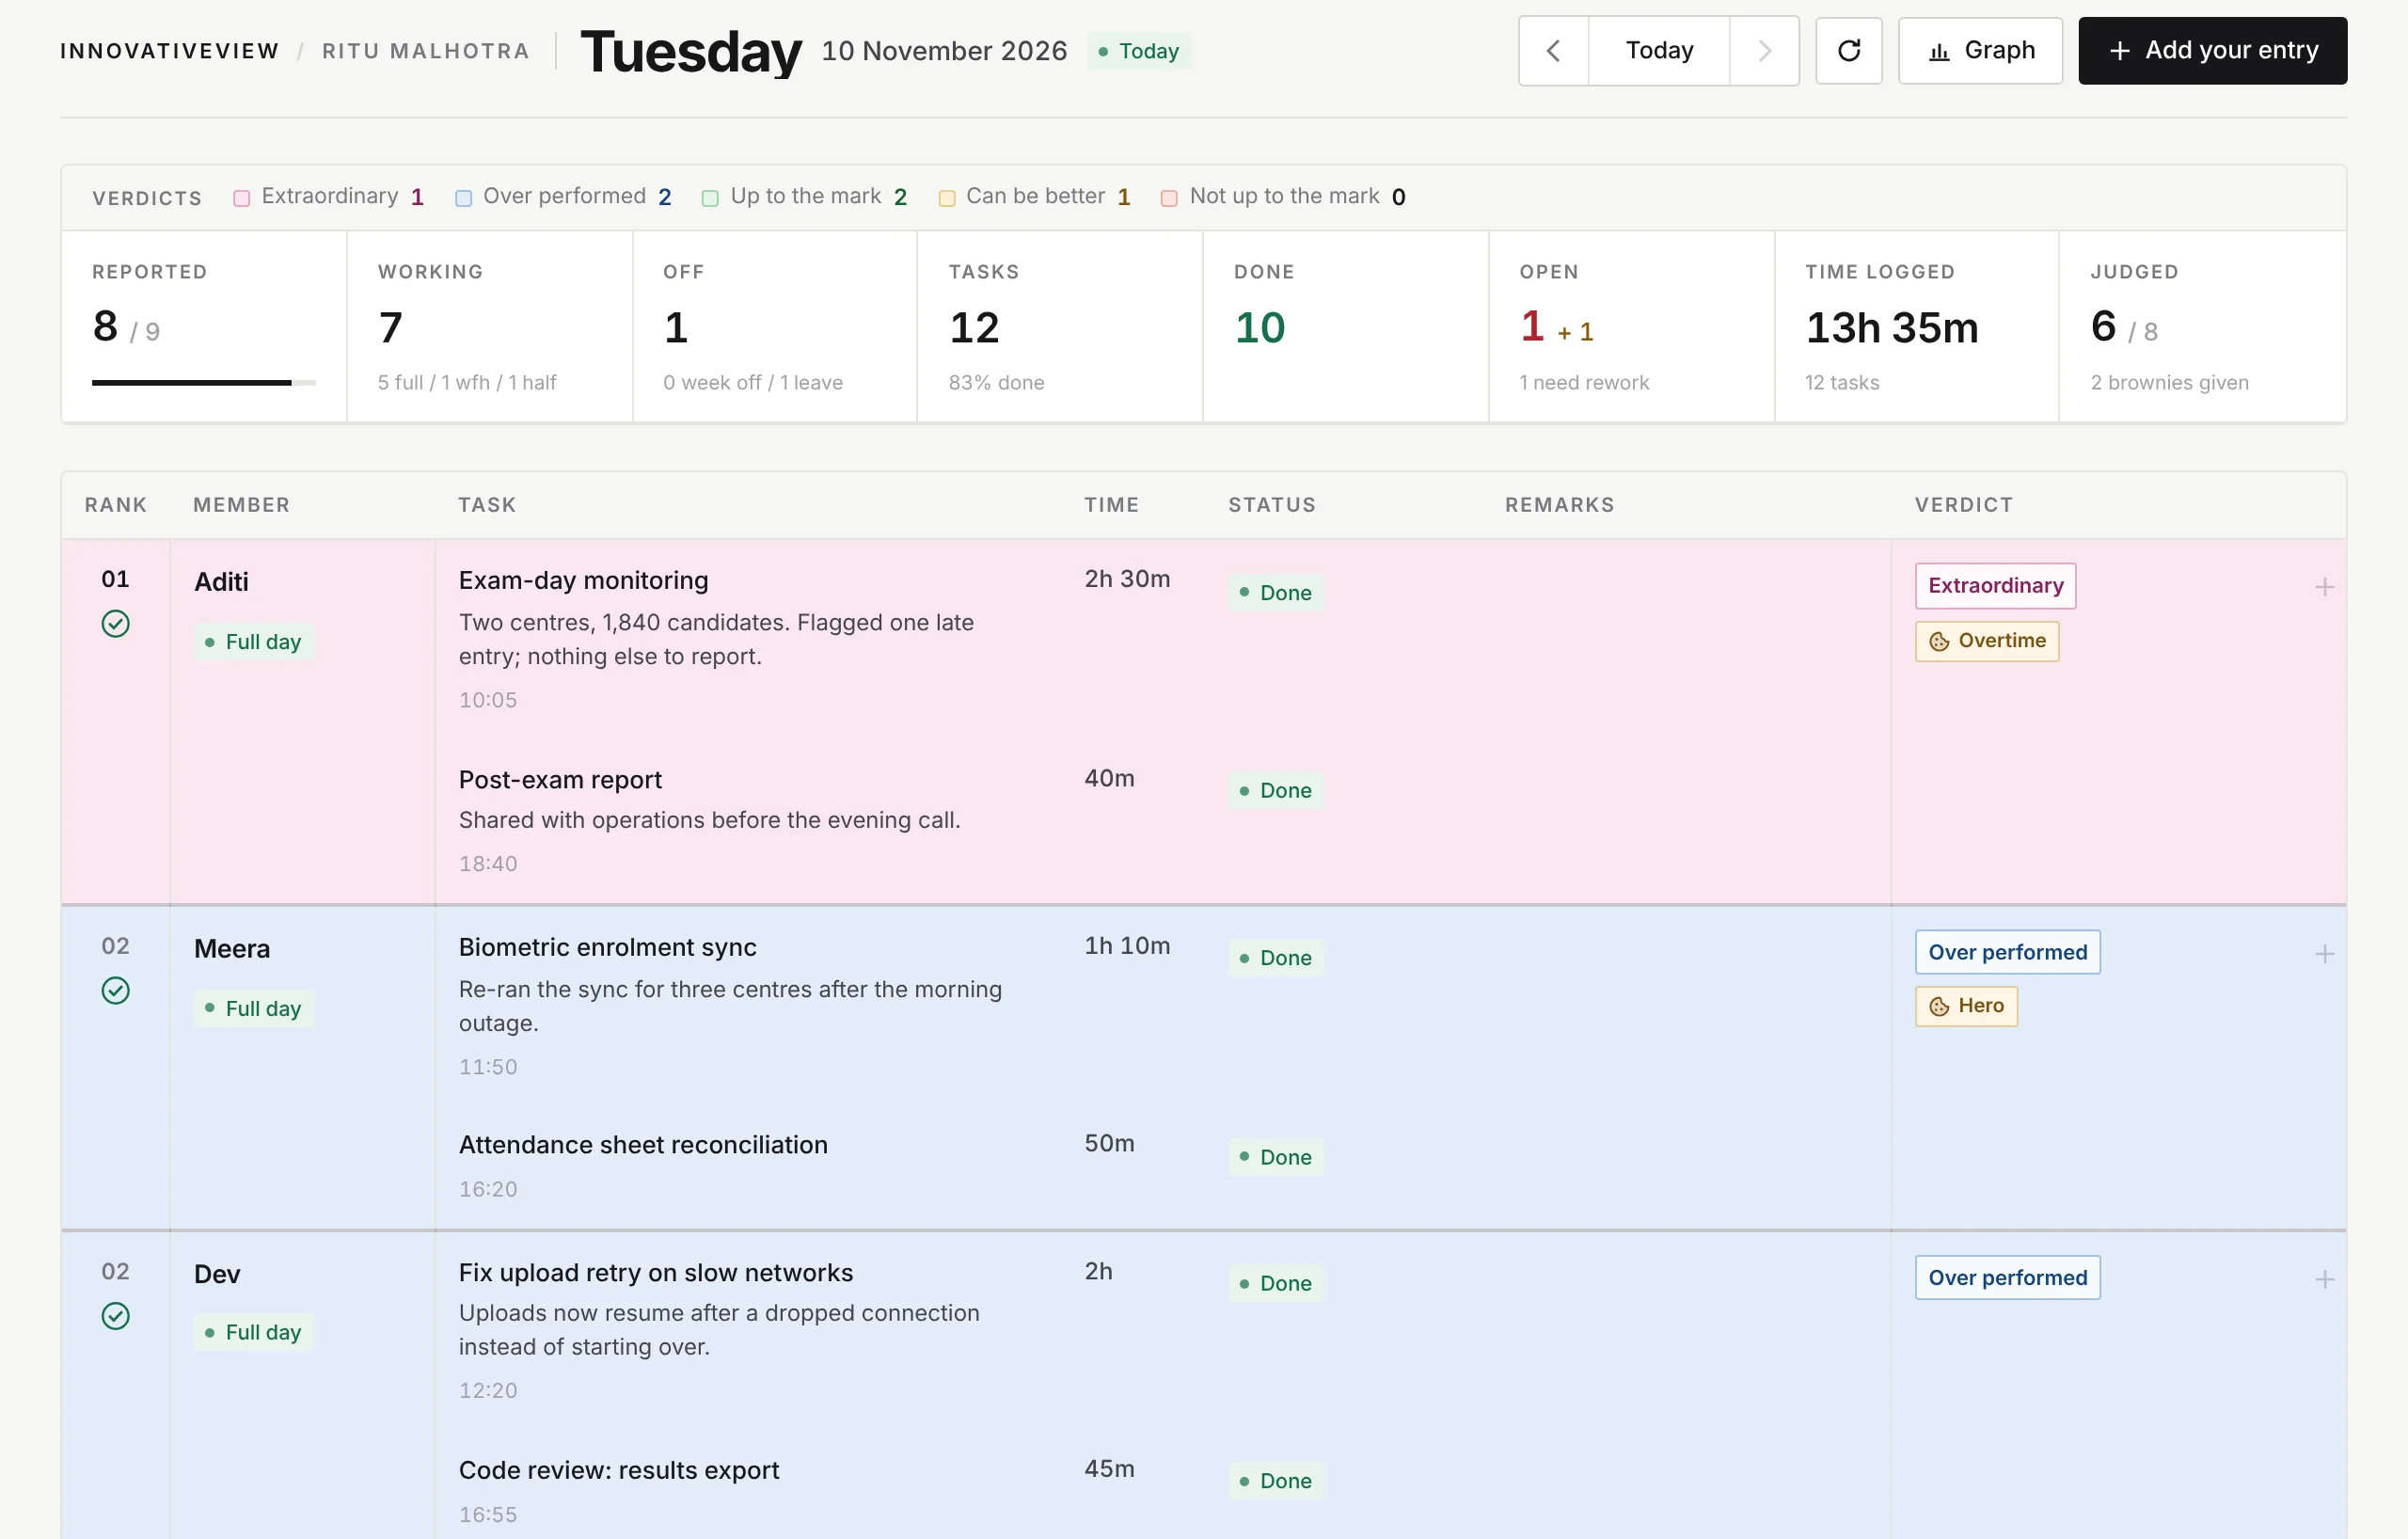 INNOVATIVEVIEW / RITU MALHOTRA Tuesday 10 November 2026 Today Today Graph + Add your entry
VERDICTS Extraordinary 1 Over performed 2 Up to the mark 2 Can be better 1 Not up to the mark 0
REPORTED WORKING OFF TASKS DONE OPEN TIME LOGGED JUDGED
8 / 9 7 1 12 10 1 + 1 13h 35m 6 / 8
5 full / 1 wfh / 1 half 0 week off / 1 leave 83% done 1 need rework 12 tasks 2 brownies given
RANK MEMBER TASK TIME STATUS REMARKS VERDICT
01 Aditi Exam-day monitoring 2h 30m Done Extraordinary +
Full day Two centres, 1,840 candidates. Flagged one late Overtime
entry; nothing else to report.
10:05
Post-exam report 40m Done
Shared with operations before the evening call.
18:40
02 Meera Biometric enrolment sync 1h 10m Done Over performed +
Full day Re-ran the sync for three centres after the morning Hero
outage.
11:50
Attendance sheet reconciliation 50m Done
16:20
02 Dev Fix upload retry on slow networks 2h Done Over performed +
Full day Uploads now resume after a dropped connection
instead of starting over.
12:20
Code review: results export 45m Done
16:55